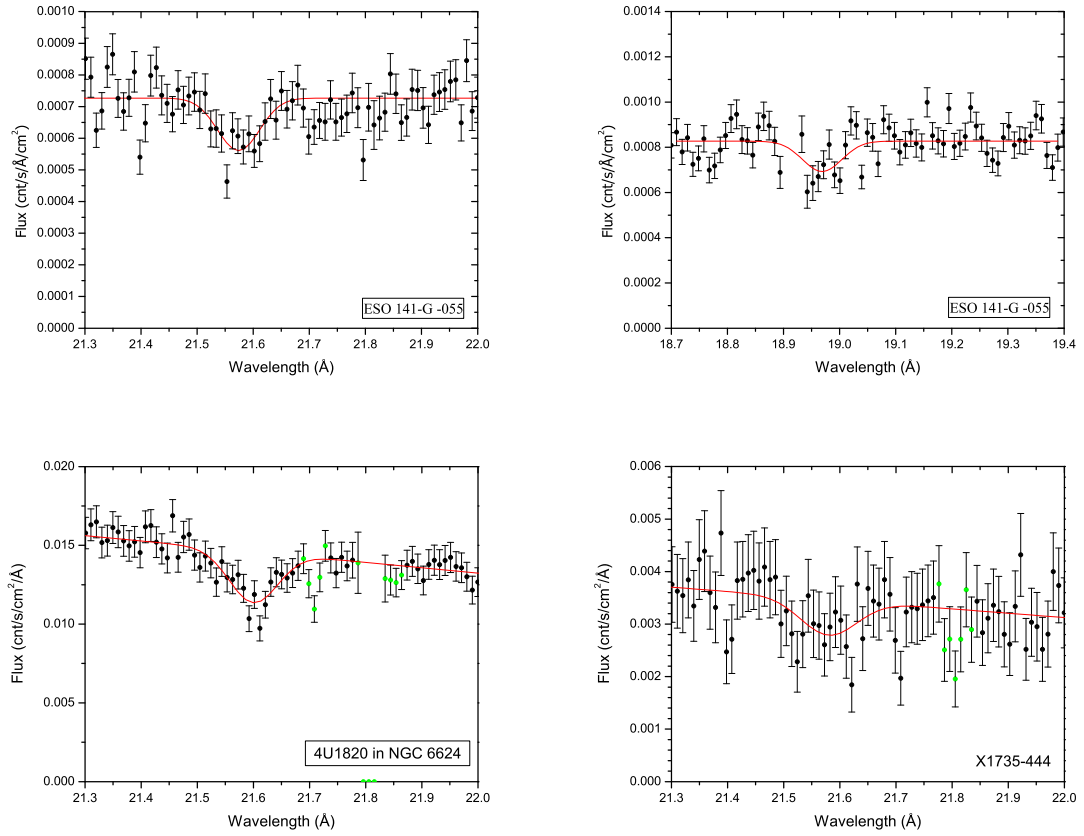 0.0010
0.0009
0.0008
0.0007
0.0006
0.0005
0.0004
0.0003
0.0002
0.0001
0.0000
Flux (cnt/s/Å/cm²)
ESO 141-G -055
21.3 21.4 21.5 21.6 21.7 21.8 21.9 22.0
Wavelength (Å)
0.0014
0.0012
0.0010
0.0008
0.0006
0.0004
0.0002
0.0000
Flux (cnt/s/Å/cm²)
ESO 141-G -055
18.7 18.8 18.9 19.0 19.1 19.2 19.3 19.4
Wavelength (Å)
0.020
0.015
0.010
0.005
0.000
Flux (cnt/s/cm²/Å)
4U1820 in NGC 6624
21.3 21.4 21.5 21.6 21.7 21.8 21.9 22.0
Wavelength (Å)
0.006
0.005
0.004
0.003
0.002
0.001
0.000
Flux (cnt/s/cm²/Å)
X1735-444
21.3 21.4 21.5 21.6 21.7 21.8 21.9 22.0
Wavelength (Å)